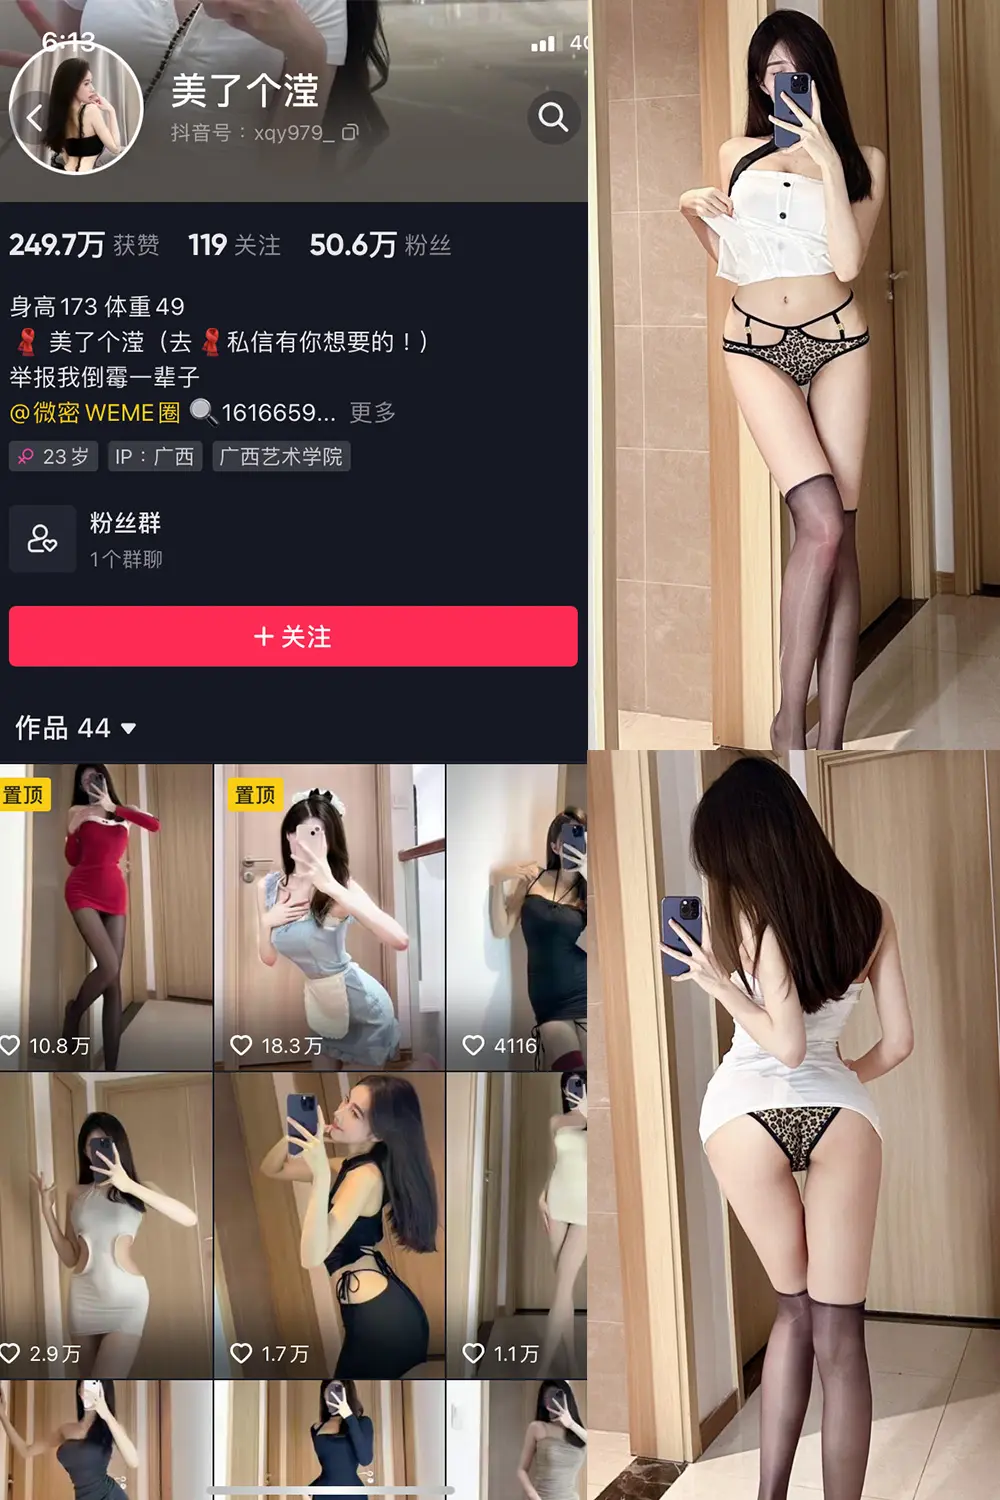 6:13
4G
美了个滢
抖音号：xqy979_
249.7万 获赞 119 关注 50.6万 粉丝
身高173 体重49
🧣 美了个滢（去 🧣私信有你想要的！）
举报我倒霉一辈子
@微密 WEME圈 🔍1616659... 更多
23岁 IP：广西 广西艺术学院
粉丝群
1个群聊
+ 关注
作品 44
置顶 置顶
10.8万 18.3万 4116
2.9万 1.7万 1.1万